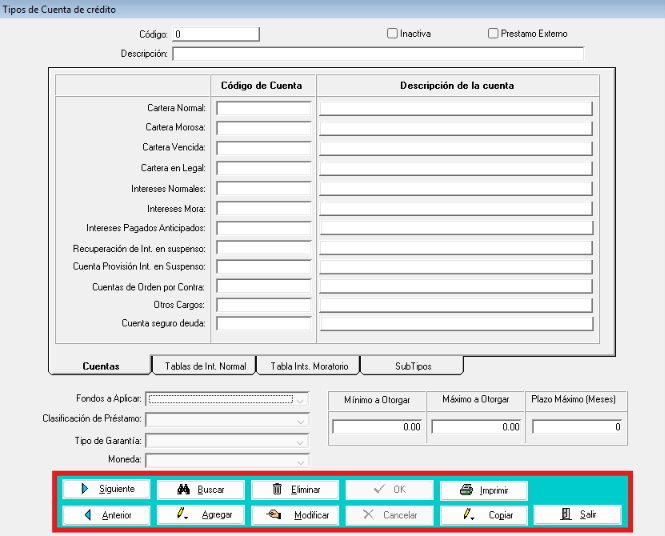 Tipos de Cuenta de crédito
Código: 0 Inactiva Prestamo Externo
Descripción:
Código de Cuenta Descripción de la cuenta
Cartera Normal:
Cartera Morosa:
Cartera Vencida:
Cartera en Legal:
Intereses Normales:
Intereses Mora:
Intereses Pagados Anticipados:
Recuperación de Int. en suspenso:
Cuenta Provisión Int. en Suspenso:
Cuentas de Orden por Contra:
Otros Cargos:
Cuenta seguro deuda:
Cuentas Tablas de Int. Normal Tabla Ints. Moratorio SubTipos
Fondos a Aplicar:
Clasificación de Préstamo:
Tipo de Garantía:
Moneda:
Mínimo a Otorgar Máximo a Otorgar Plazo Máximo (Meses)
0.00 0.00 0
Siguiente Buscar Eliminar OK Imprimir
Anterior Agregar Modificar Cancelar Copiar Salir